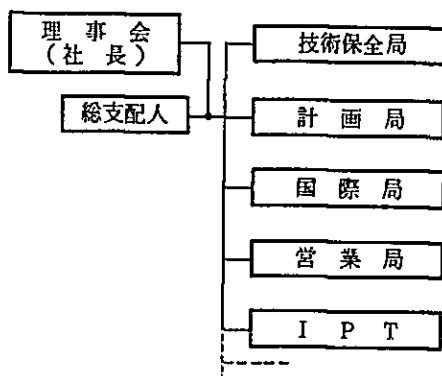 理事会
(社長)
総支配人
技術保全局
計画局
国際局
営業局
IPT